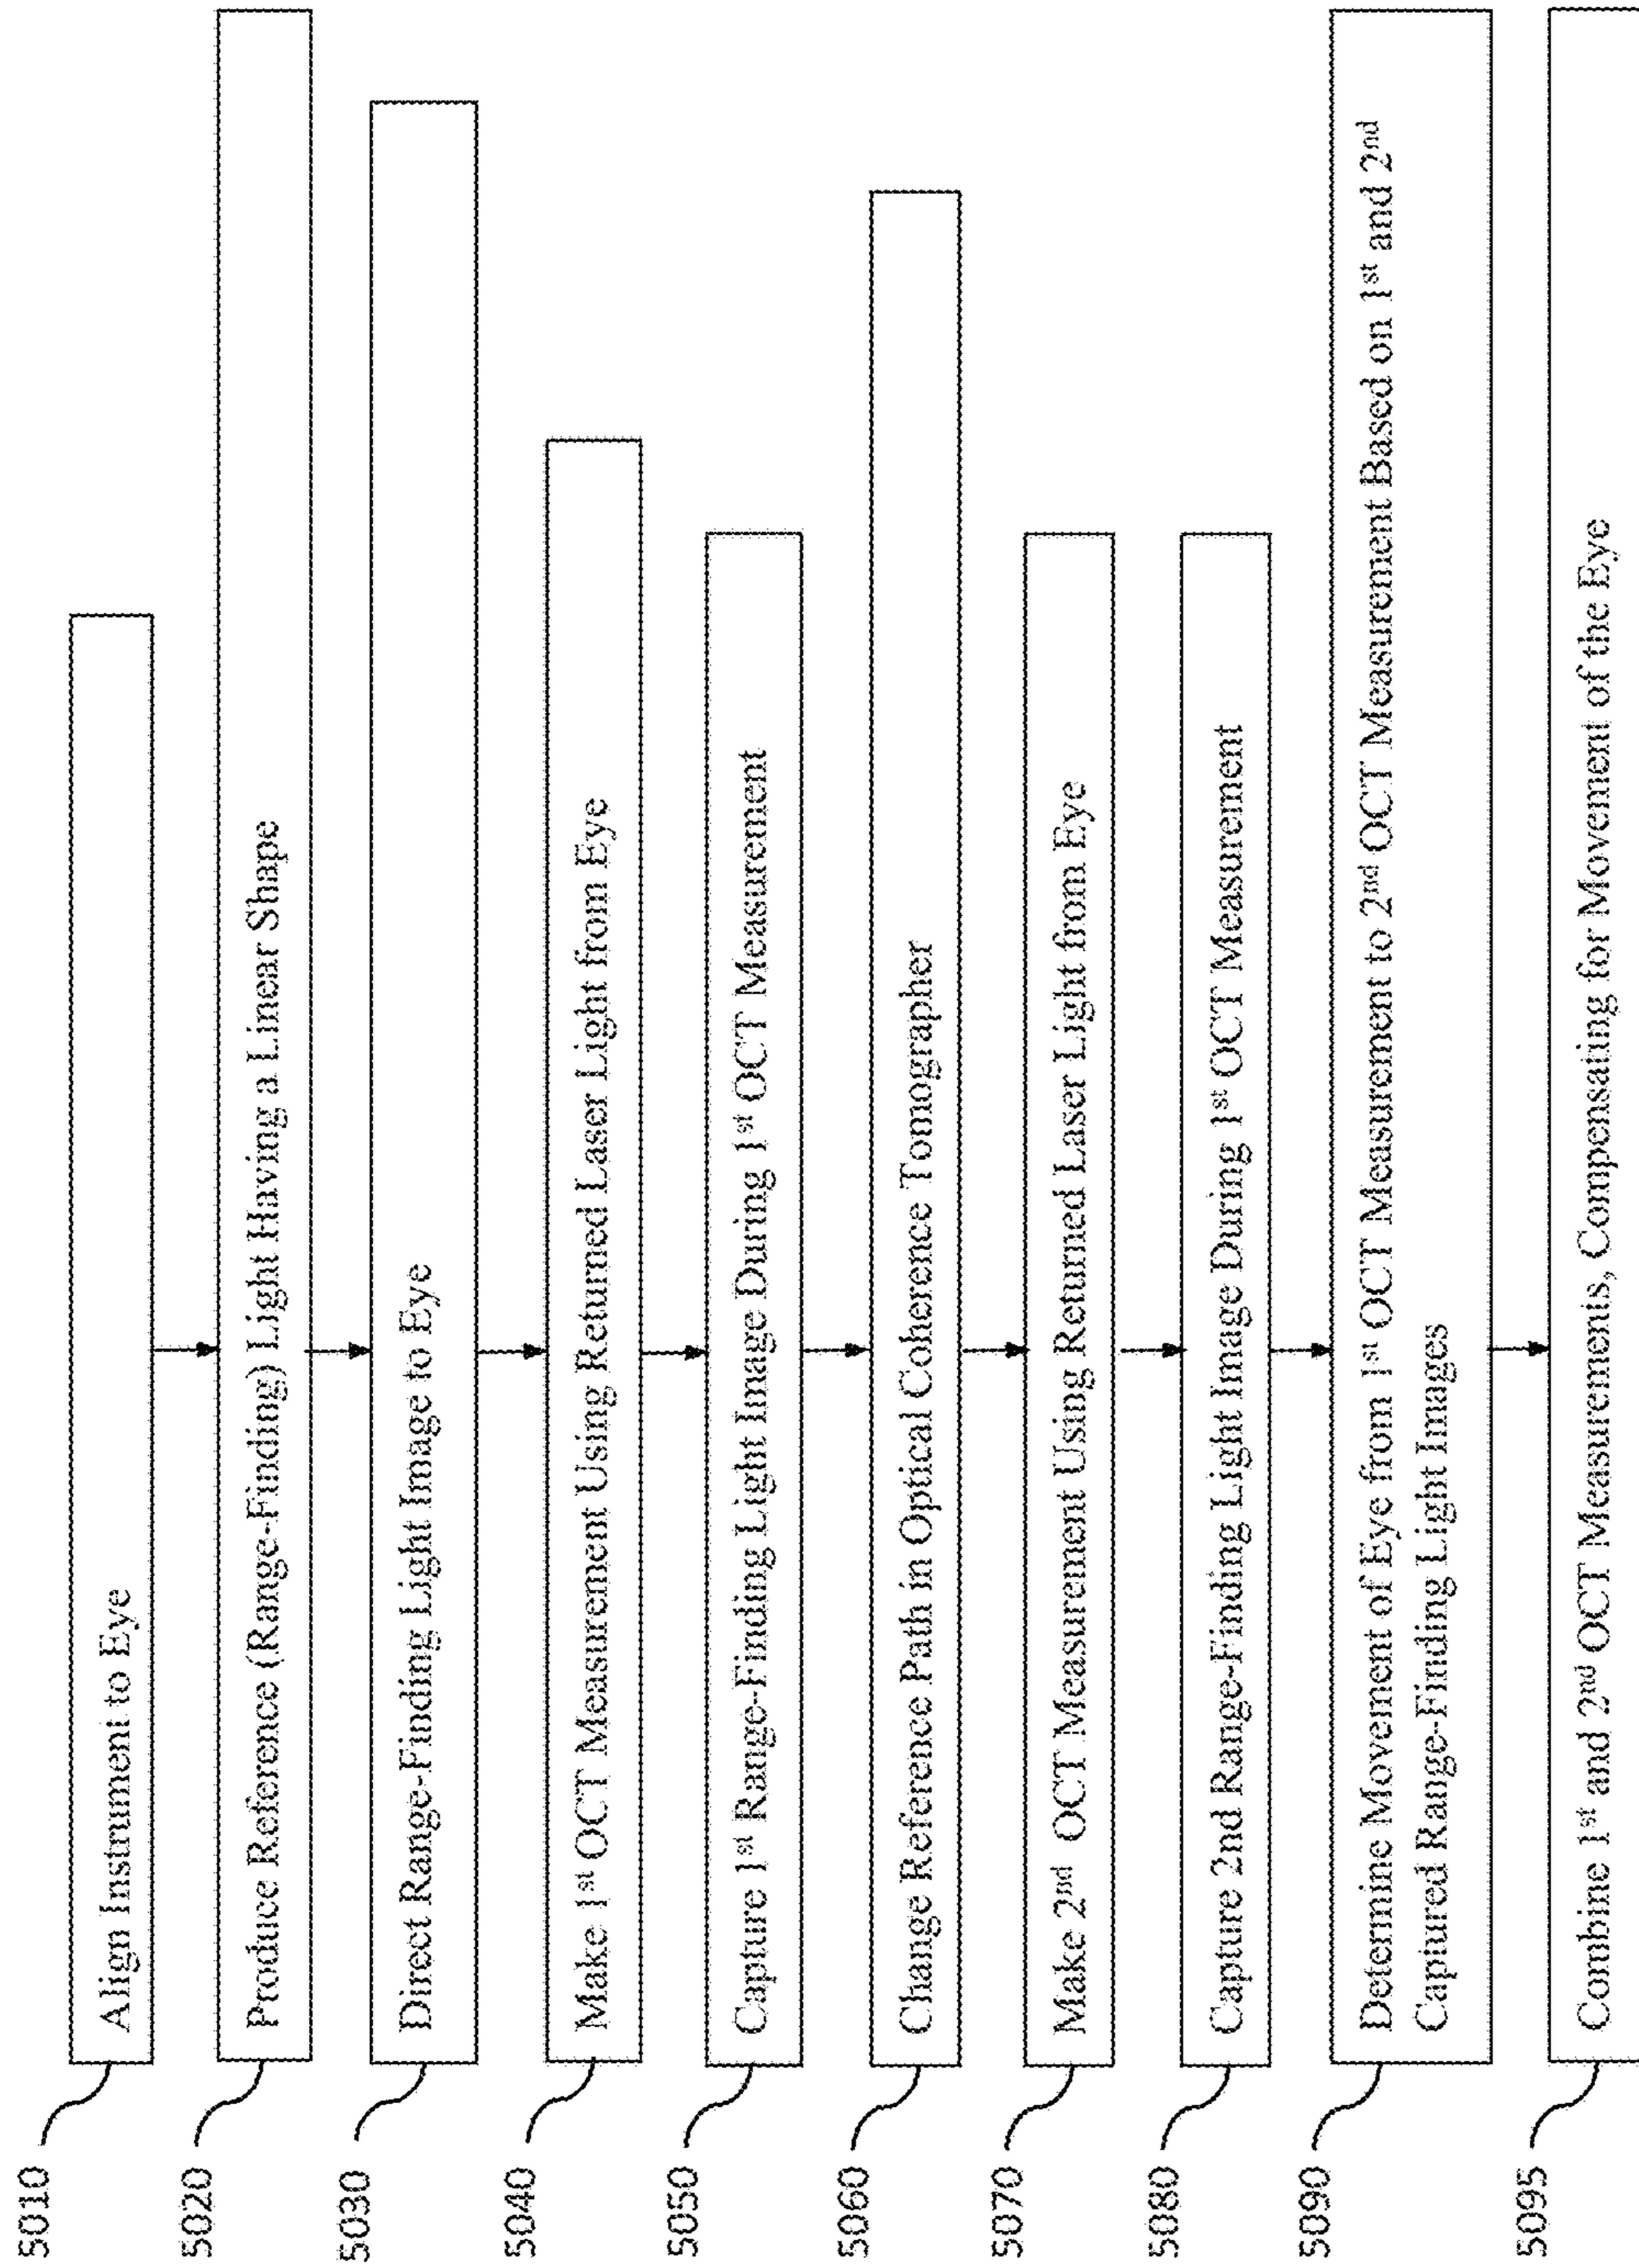 5010
Align Instrument to Eye
5020
Produce Reference (Range-Finding) Light Having a Linear Shape
5030
Direct Range-Finding Light Image to Eye
5040
Make 1st OCT Measurement Using Returned Laser Light from Eye
5050
Capture 1st Range-Finding Light Image During 1st OCT Measurement
5060
Change Reference Path in Optical Coherence Tomographer
5070
Make 2nd OCT Measurement Using Returned Laser Light from Eye
5080
Capture 2nd Range-Finding Light Image During 1st OCT Measurement
5090
Determine Movement of Eye from 1st OCT Measurement to 2nd OCT Measurement Based on 1st and 2nd
Captured Range-Finding Light Images
5095
Combine 1st and 2nd OCT Measurements, Compensating for Movement of the Eye